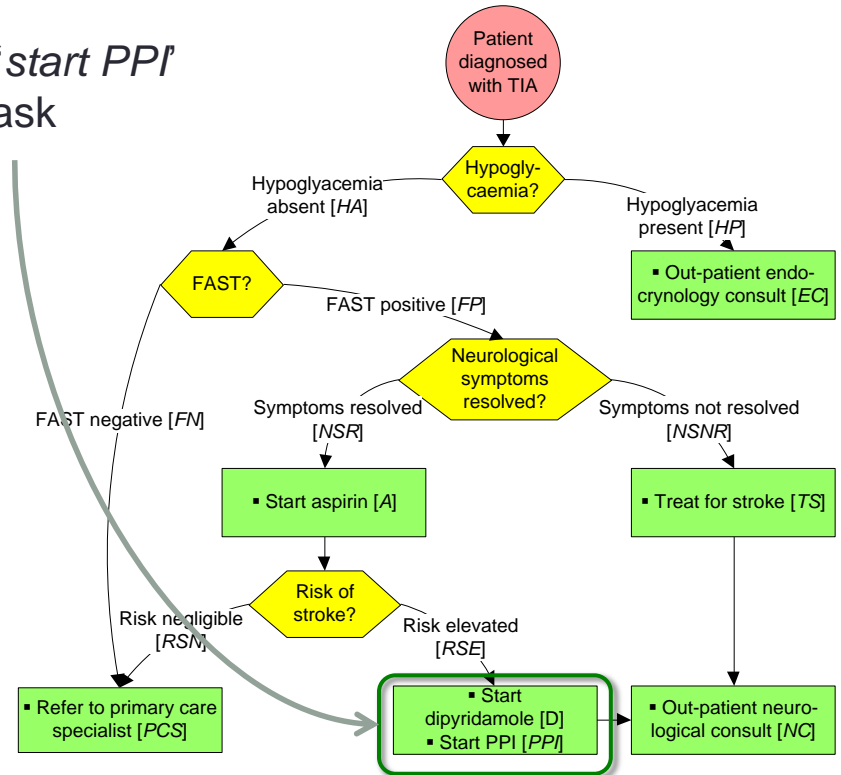 'start PPI'
ask
Patient
diagnosed
with TIA
Hypogly-
caemia?
Hypoglyacemia
absent [HA]
Hypoglyacemia
present [HP]
FAST?
▪ Out-patient endo-
crynology consult [EC]
FAST positive [FP]
Neurological
symptoms
resolved?
FAST negative [FN]
Symptoms resolved
[NSR]
Symptoms not resolved
[NSNR]
▪ Start aspirin [A]
▪ Treat for stroke [TS]
Risk of
stroke?
Risk negligible
[RSN]
Risk elevated
[RSE]
▪ Refer to primary care
specialist [PCS]
▪ Start
dipyridamole [D]
▪ Start PPI [PPI]
▪ Out-patient neuro-
logical consult [NC]